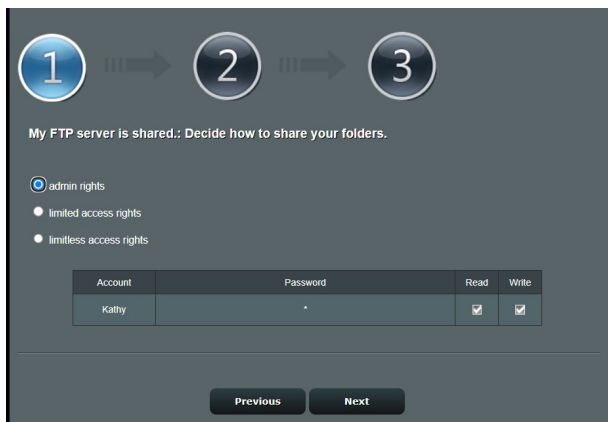 1 2 3
My FTP server is shared.: Decide how to share your folders.
admin rights
limited access rights
limitless access rights
Account Password Read Write
Kathy *
Previous Next